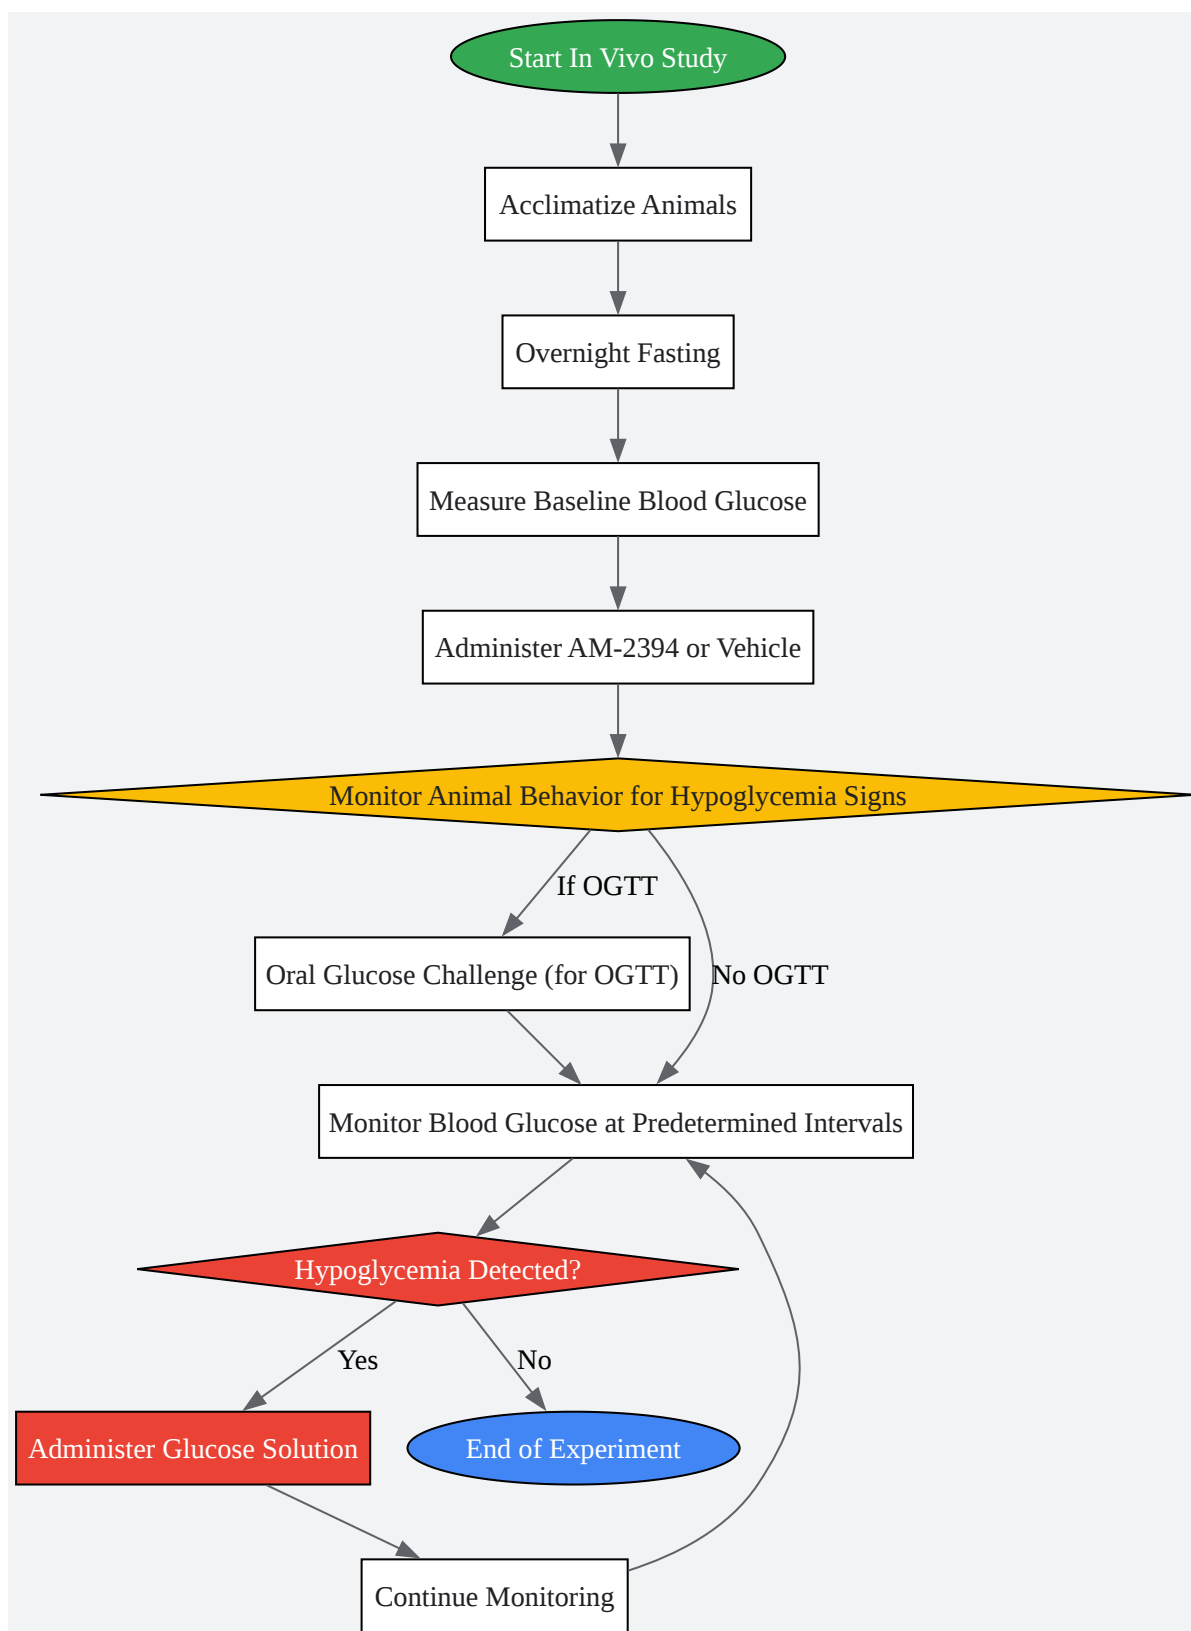 Start In Vivo Study
Acclimatize Animals
Overnight Fasting
Measure Baseline Blood Glucose
Administer AM-2394 or Vehicle
Monitor Animal Behavior for Hypoglycemia Signs
If OGTT
Oral Glucose Challenge (for OGTT)
No OGTT
Monitor Blood Glucose at Predetermined Intervals
Hypoglycemia Detected?
Yes
No
Administer Glucose Solution
End of Experiment
Continue Monitoring